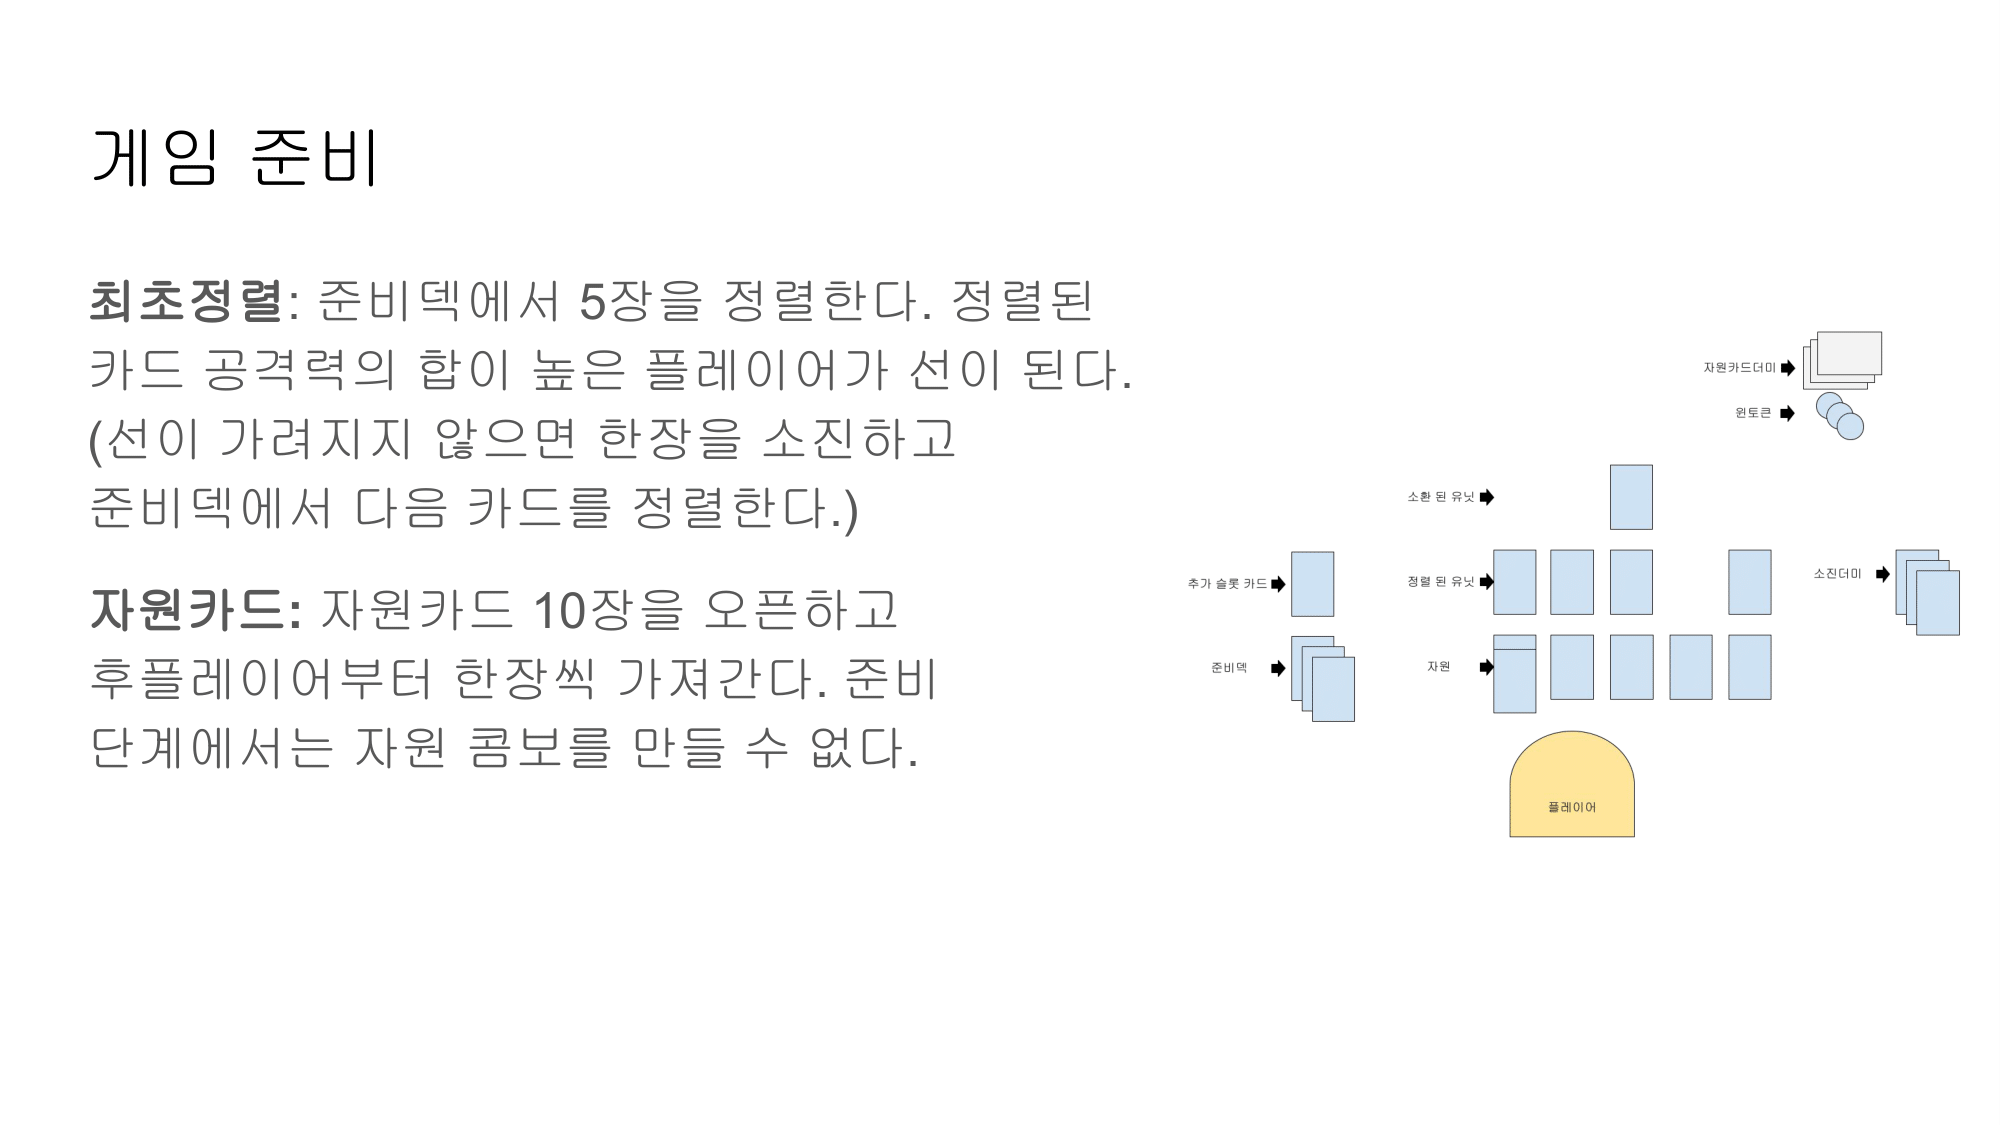 게임 준비
최초정렬: 준비덱에서 5장을 정렬한다. 정렬된
카드 공격력의 합이 높은 플레이어가 선이 된다.
(선이 가려지지 않으면 한장을 소진하고
준비덱에서 다음 카드를 정렬한다.)
자원카드: 자원카드 10장을 오픈하고
후플레이어부터 한장씩 가져간다. 준비
단계에서는 자원 콤보를 만들 수 없다.
자원카드더미
윈토큰
소환 된 유닛
추가 슬롯 카드
정렬 된 유닛
소진더미
준비덱
자원
플레이어